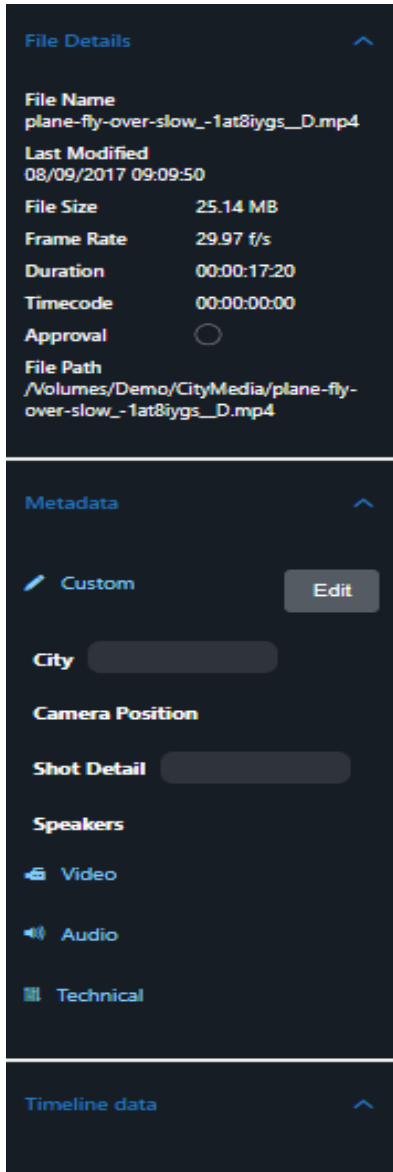 File Details
File Name
plane-fly-over-slow_-1at8iygs__D.mp4
Last Modified
08/09/2017 09:09:50
File Size 25.14 MB
Frame Rate 29.97 f/s
Duration 00:00:17:20
Timecode 00:00:00:00
Approval
File Path
/Volumes/Demo/CityMedia/plane-fly-
over-slow_-1at8iygs__D.mp4
Metadata
Custom Edit
City
Camera Position
Shot Detail
Speakers
Video
Audio
Technical
Timeline data